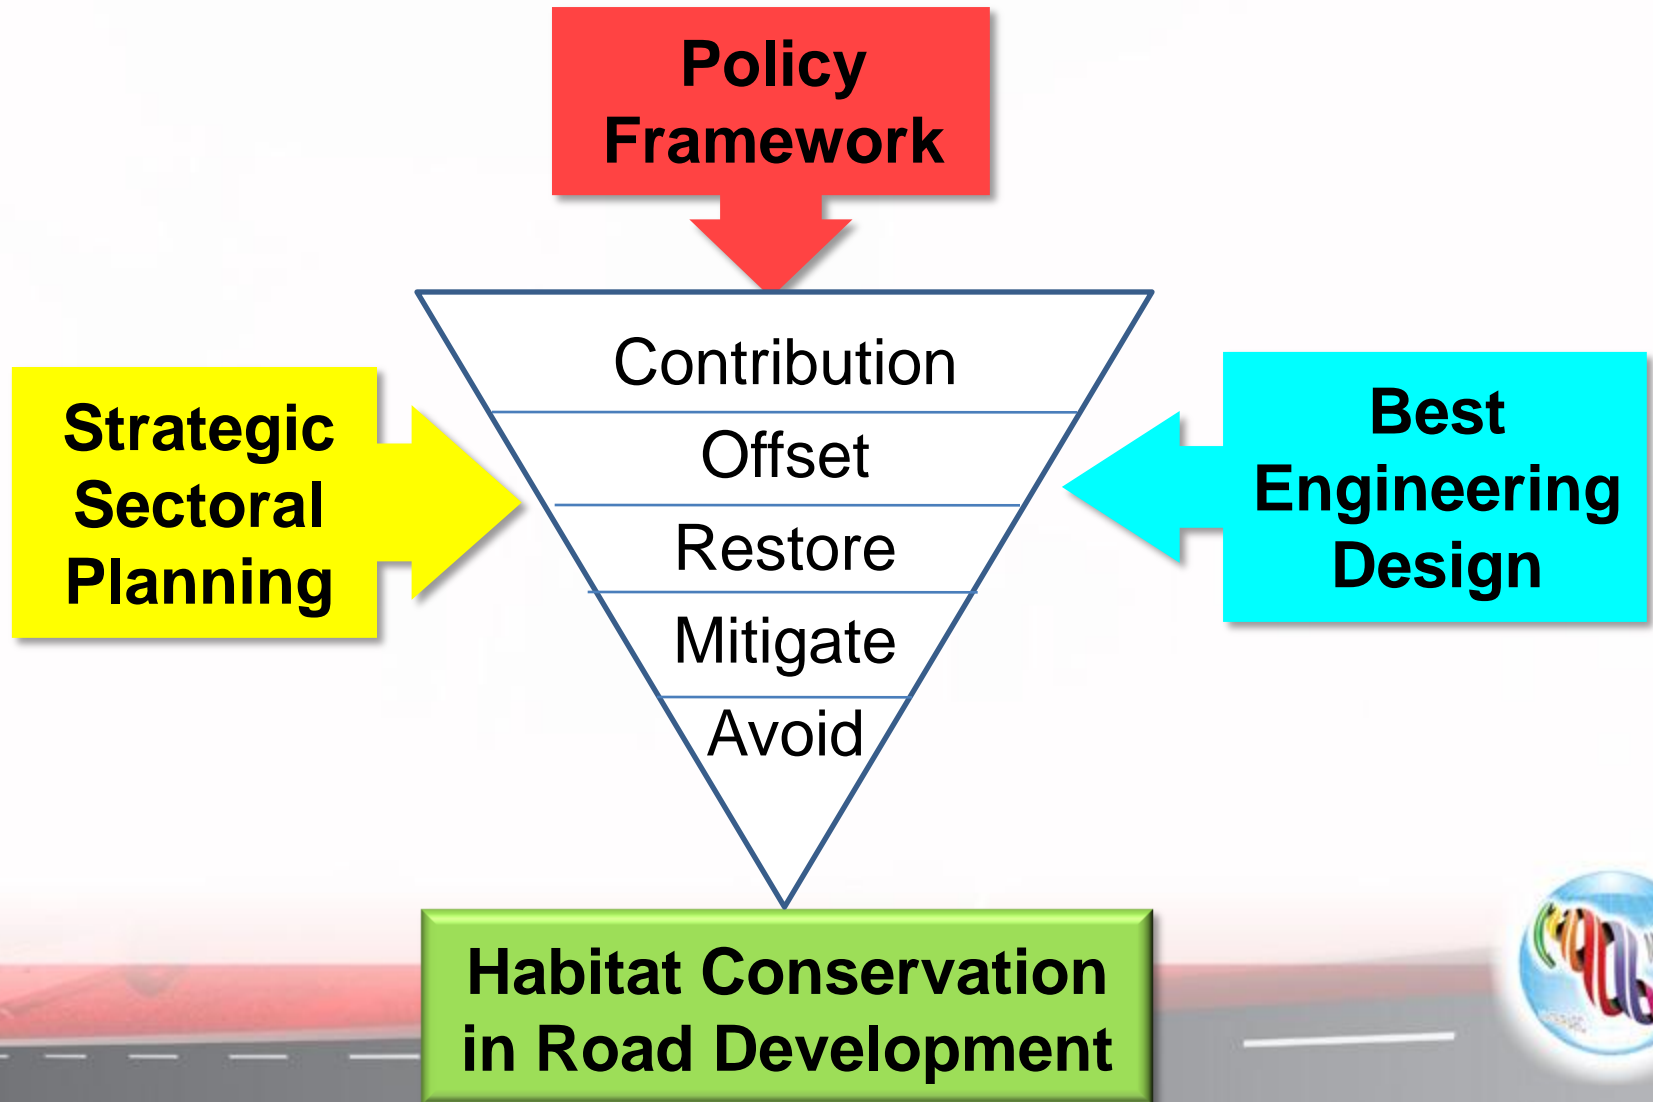 Policy
Framework
Contribution
Offset
Restore
Mitigate
Avoid
Strategic
Sectoral
Planning
Best
Engineering
Design
Habitat Conservation
in Road Development